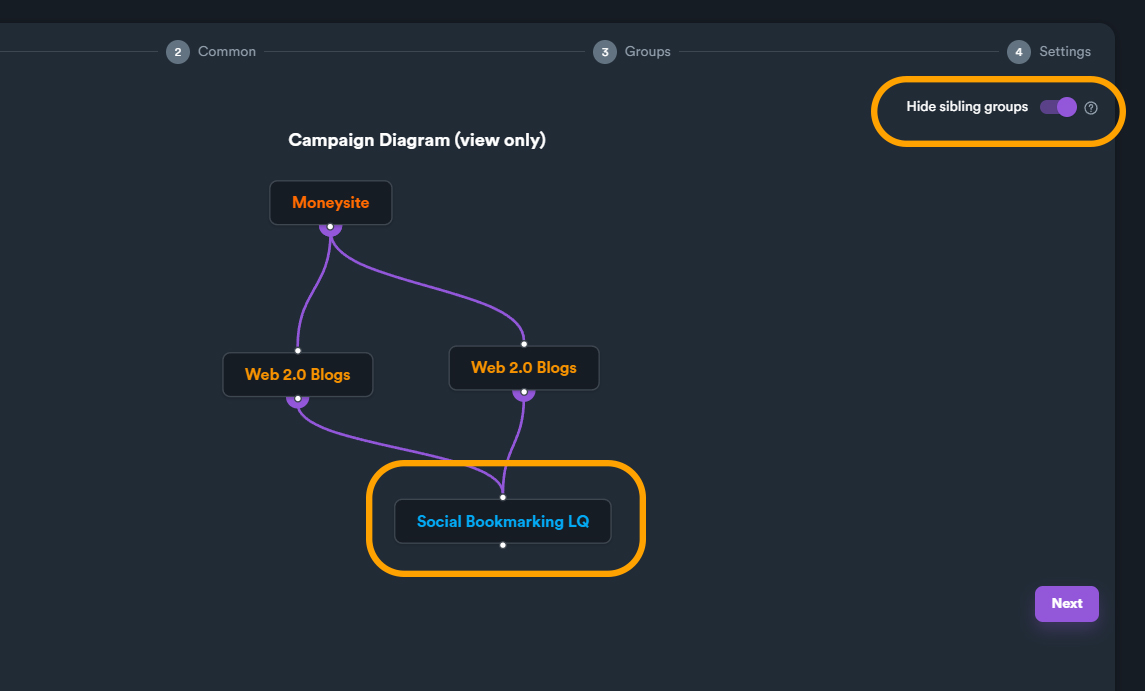 2 Common
3 Groups
4 Settings
Hide sibling groups ?
Campaign Diagram (view only)
Moneysite
Web 2.0 Blogs
Web 2.0 Blogs
Social Bookmarking LQ
Next